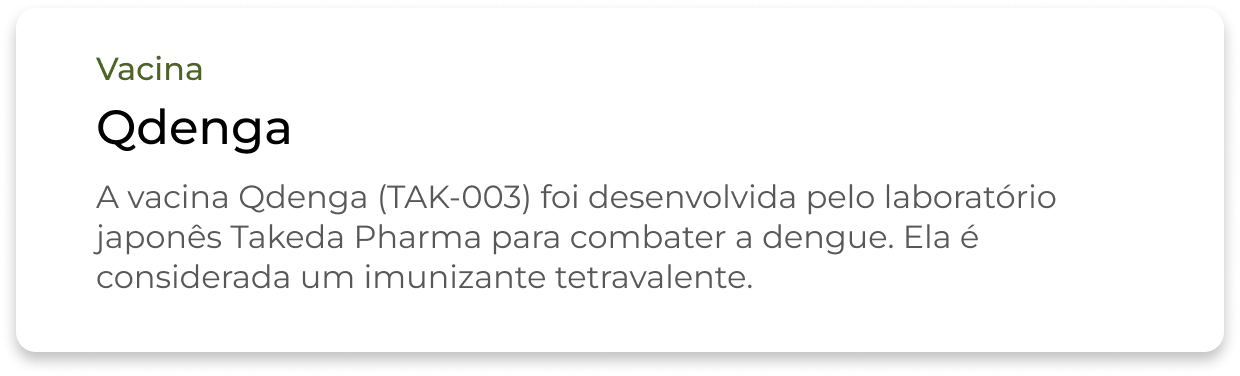 Vacina
Qdenga
A vacina Qdenga (TAK-003) foi desenvolvida pelo laboratório
japonês Takeda Pharma para combater a dengue. Ela é
considerada um imunizante tetravalente.